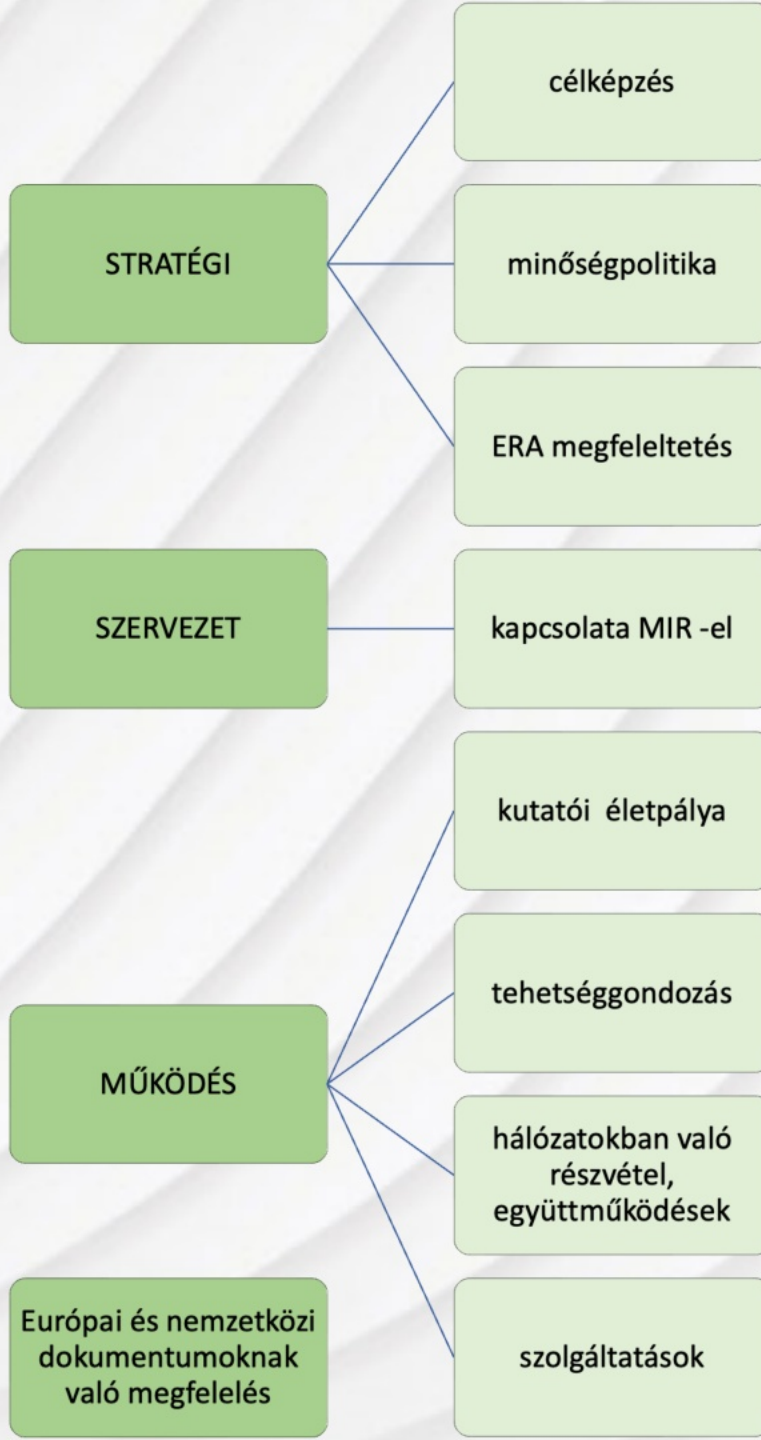 STRATÉGI
célképzés
minőségpolitika
ERA megfeleltetés
SZERVEZET
kapcsolata MIR -el
MŰKÖDÉS
kutatói  életpálya
tehetséggondozás
hálózatokban való
részvétel,
együttműködések
szolgáltatások
Európai és nemzetközi
dokumentumoknak
való megfelelés